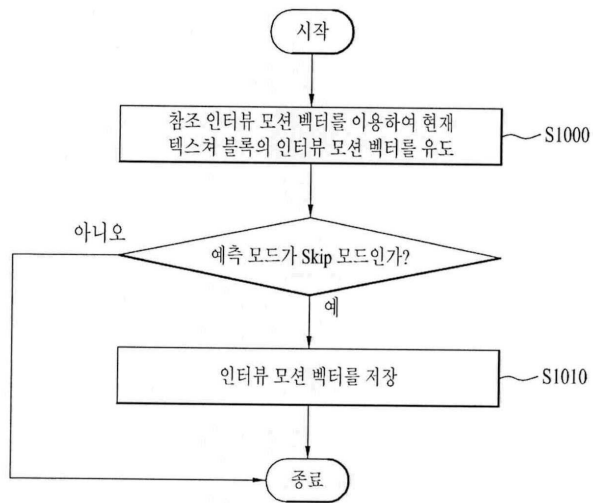 시작
참조 인터뷰 모션 벡터를 이용하여 현재
텍스쳐 블록의 인터뷰 모션 벡터를 유도
S1000
아니오
예측 모드가 Skip 모드인가?
예
인터뷰 모션 벡터를 저장
S1010
종료